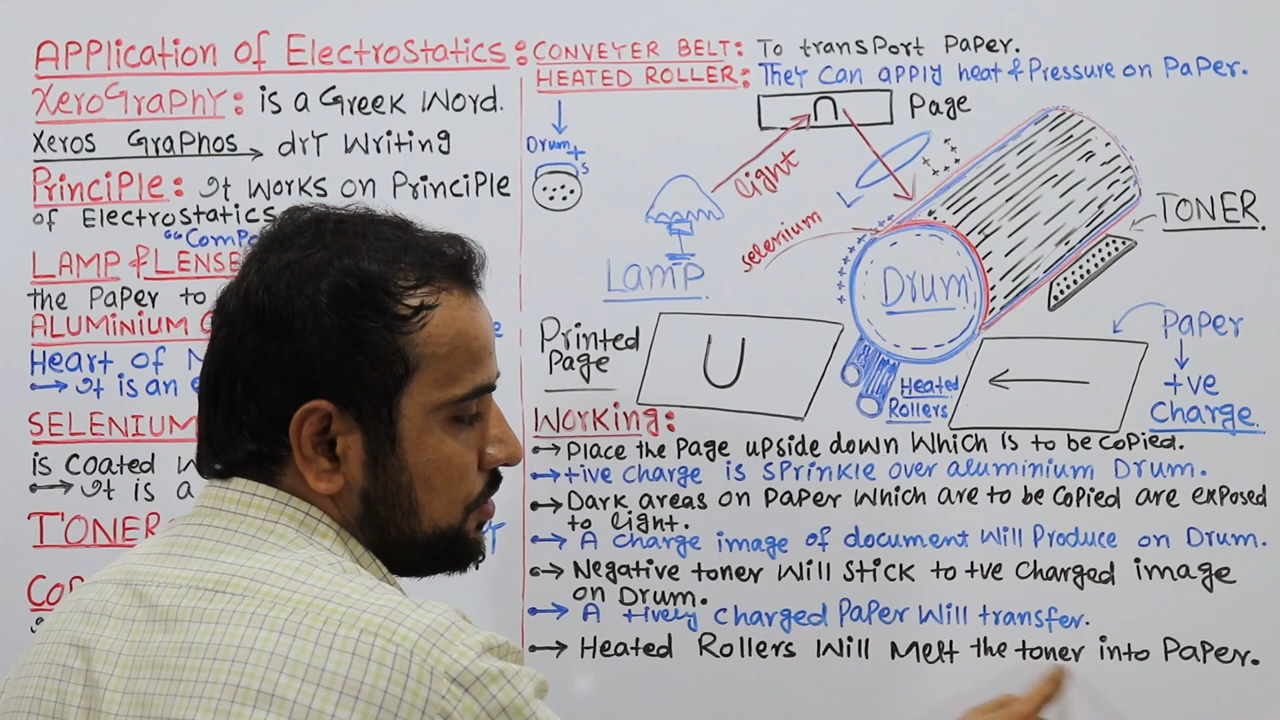 Application of Electrostatics:
XeroGraphy: is a Greek Word.
Xeros Graphos → dry Writing
Principle: It works on Principle
of Electrostatics
LAMP & LENSE
the Paper to
ALUMINIUM
Heart of
↦ It is an
SELENIUM
is Coated
↦ It is a
TONER
CONVEYER BELT: To transport Paper.
HEATED ROLLER: They can apply heat & Pressure on Paper.
Drum
+
s
Page
light
selenium
LAMP
Drum
TONER
Printed
Page
U
Heated
Rollers
Paper
+ve
Charge
Working:
→ Place the Page upside down Which is to be Copied.
→ +ive Charge is sprinkle over aluminium Drum.
→ Dark areas on Paper Which are to be Copied are exposed
to light.
→ A charge image of document Will Produce on Drum.
→ Negative toner Will Stick to +ve Charged image
on Drum.
→ A +ively Charged Paper Will transfer.
→ Heated Rollers Will Melt the toner into Paper.